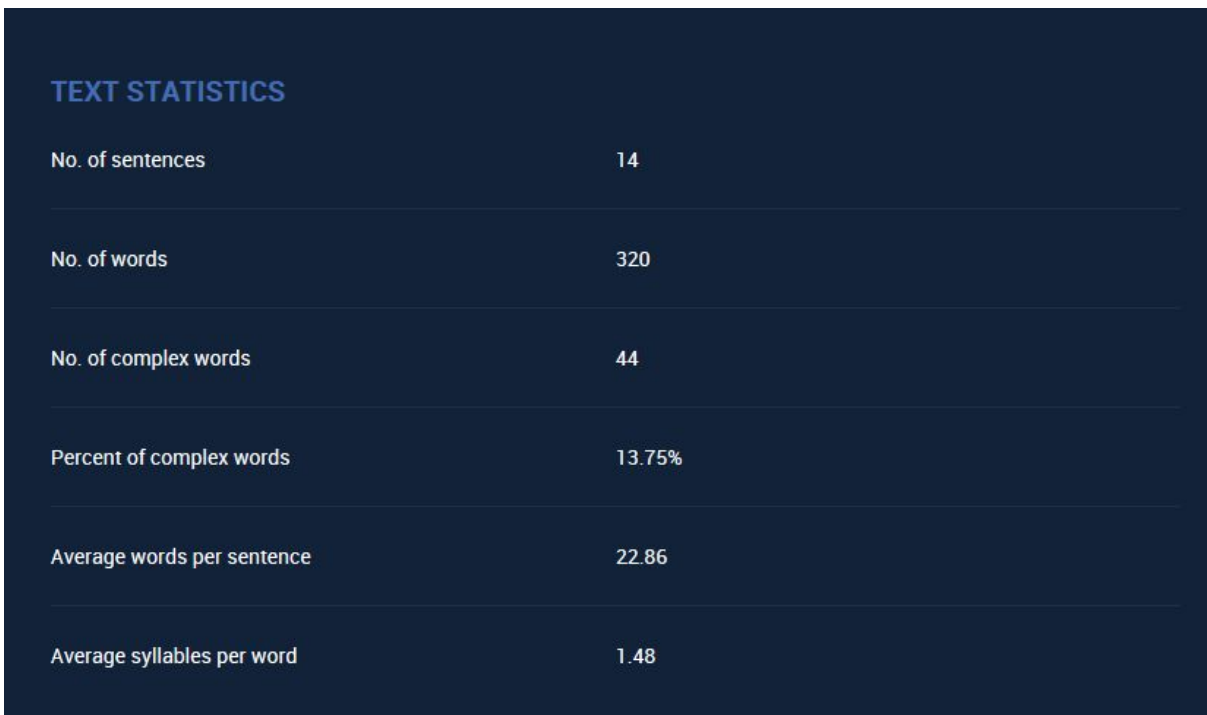 TEXT STATISTICS
No. of sentences 14
No. of words 320
No. of complex words 44
Percent of complex words 13.75%
Average words per sentence 22.86
Average syllables per word 1.48